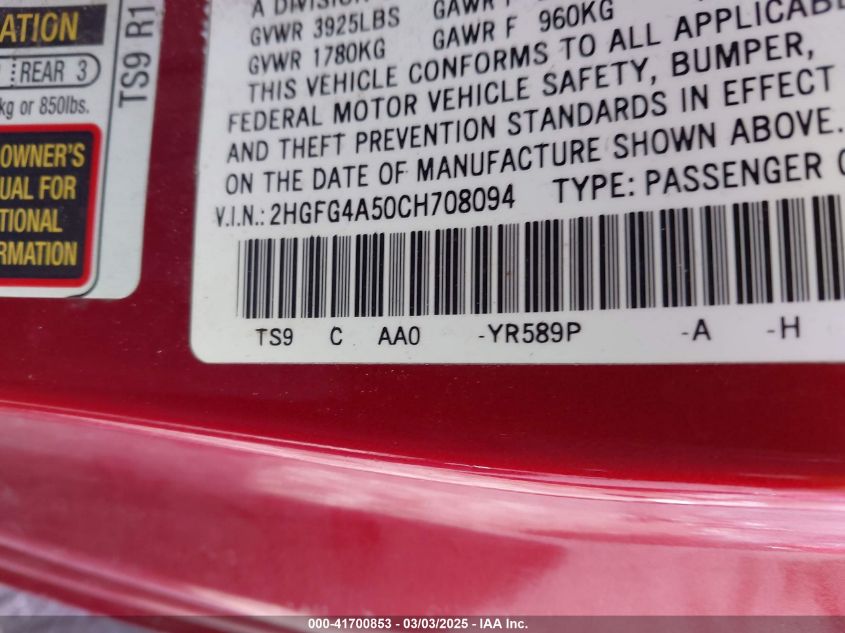 ATION
REAR 3
kg or 850lbs.
OWNER'S
UAL FOR
TIONAL
RMATION
TS9 R1
A DIVISION
GVWR 3925LBS GAWR F
GVWR 1780KG GAWR F 960KG
THIS VEHICLE CONFORMS TO ALL APPLICABLE
FEDERAL MOTOR VEHICLE SAFETY, BUMPER,
AND THEFT PREVENTION STANDARDS IN EFFECT
ON THE DATE OF MANUFACTURE SHOWN ABOVE.
V.I.N.: 2HGFG4A50CH708094 TYPE: PASSENGER C
TS9 C AA0 -YR589P -A -H
000-41700853 - 03/03/2025 - IAA Inc.